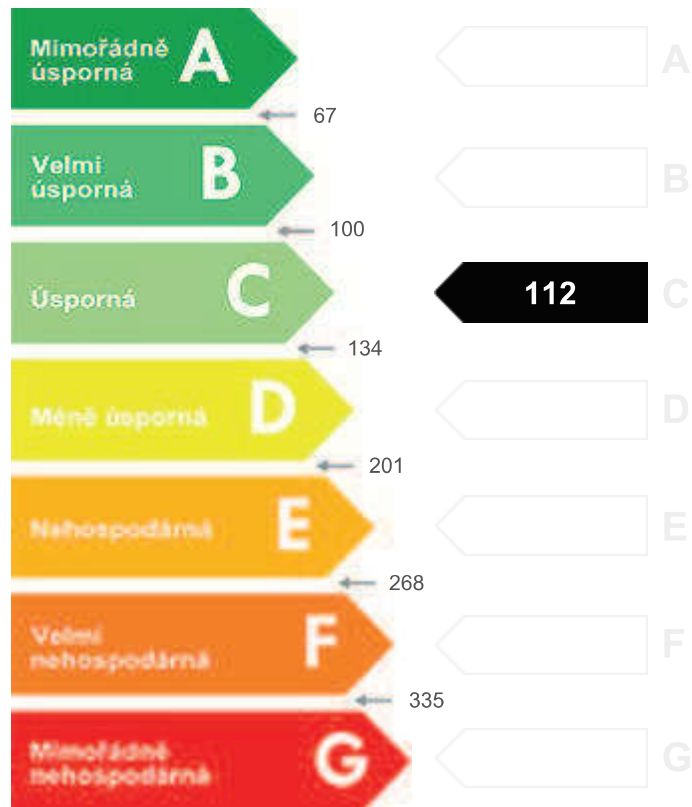 Mimořádně
úsporná
A
A
67
Velmi
úsporná
B
B
100
Úsporná
C
112
C
134
Méně úsporná
D
D
201
Nehospodárná
E
E
268
Velmi
nehospodárná
F
F
335
Mimořádně
nehospodárná
G
G